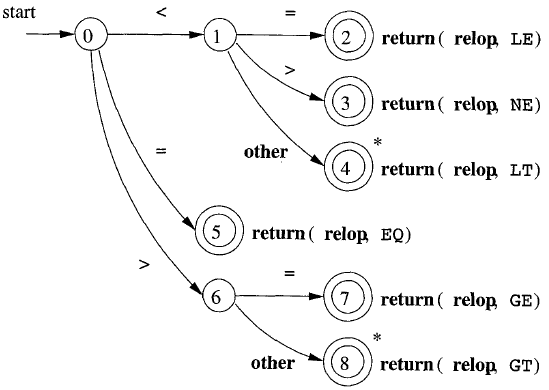 start
0 < 1 = 2 return( relop, LE)
> 3 return( relop, NE)
other 4 * return( relop, LT)
= 5 return( relop, EQ)
> 6 = 7 return( relop, GE)
other 8 * return( relop, GT)